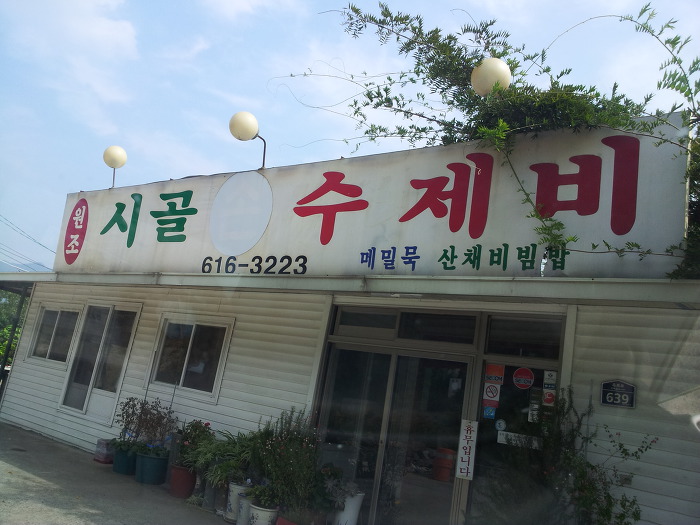 원조
시골 수제비
616-3223 메밀묵 산채비빔밥
휴무입니다
639